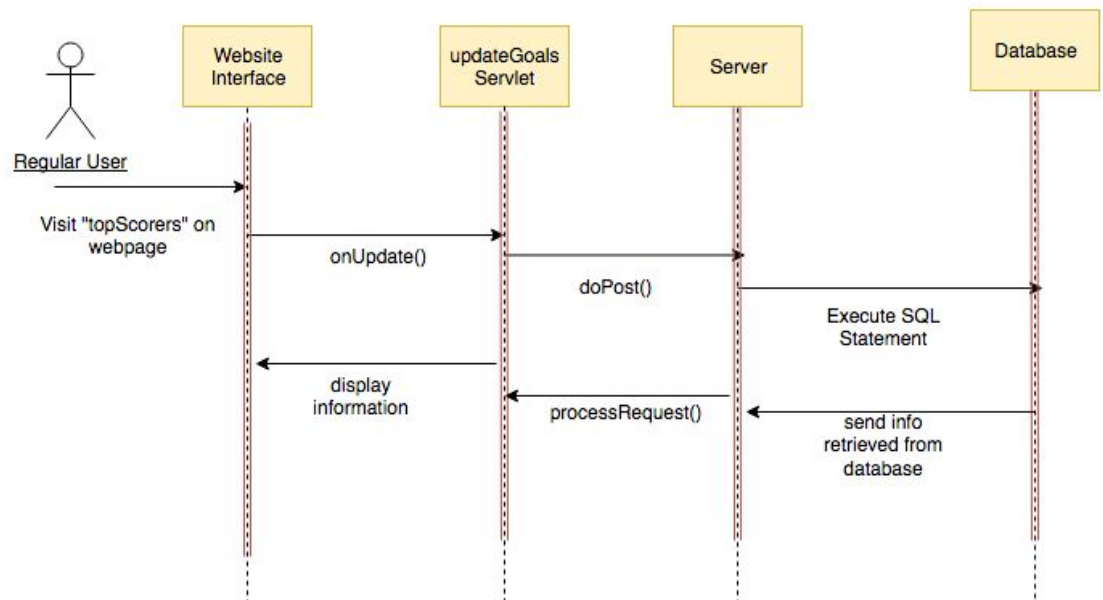 Website
Interface
updateGoals
Servlet
Server
Database
Regular User
Visit "topScorers" on
webpage
onUpdate()
doPost()
Execute SQL
Statement
display
information
processRequest()
send info
retrieved from
database